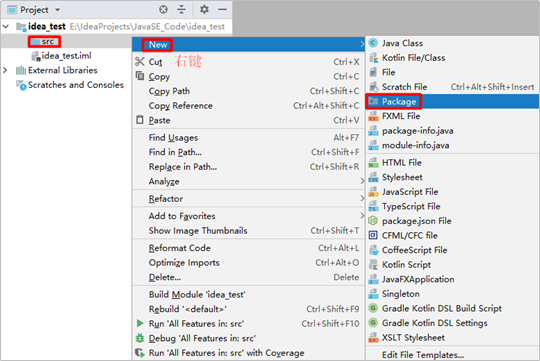 Project
idea_test E:\IdeaProjects\JavaSE_Code\idea_test
src
idea_test.iml
External Libraries
Scratches and Consoles
New
Cut 右键 Ctrl+X
Copy Ctrl+C
Copy Path Ctrl+Shift+C
Copy Reference Ctrl+Alt+Shift+C
Paste Ctrl+V
Find Usages Alt+F7
Find in Path... Ctrl+Shift+F
Replace in Path... Ctrl+Shift+R
Analyze
Refactor
Add to Favorites
Show Image Thumbnails Ctrl+Shift+T
Reformat Code Ctrl+Alt+L
Optimize Imports Ctrl+Alt+O
Delete... Delete
Build Module 'idea_test'
Rebuild '<default>' Ctrl+Shift+F9
Run 'All Features in: src' Ctrl+Shift+F10
Debug 'All Features in: src'
Run 'All Features in: src' with Coverage
Java Class
Kotlin File/Class
File
Scratch File Ctrl+Alt+Shift+Insert
Package
FXML File
package-info.java
module-info.java
HTML File
Stylesheet
JavaScript File
TypeScript File
package.json File
CFML/CFC file
CoffeeScript File
Kotlin Script
JavaFXApplication
Singleton
Gradle Kotlin DSL Build Script
Gradle Kotlin DSL Settings
XSLT Stylesheet
Edit File Templates...